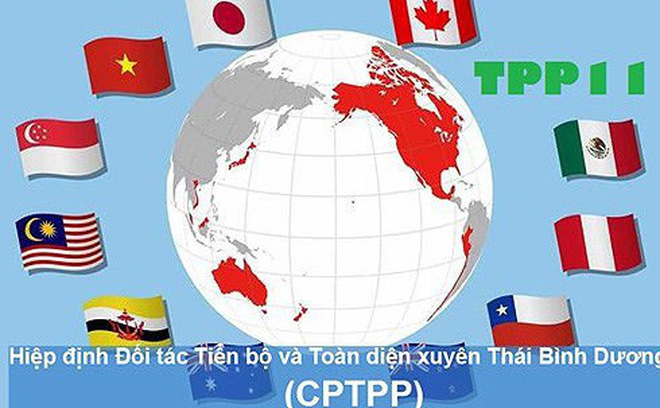 TPP11
Hiệp định Đối tác Tiến bộ và Toàn diện xuyên Thái Bình Dương
(CPTPP)